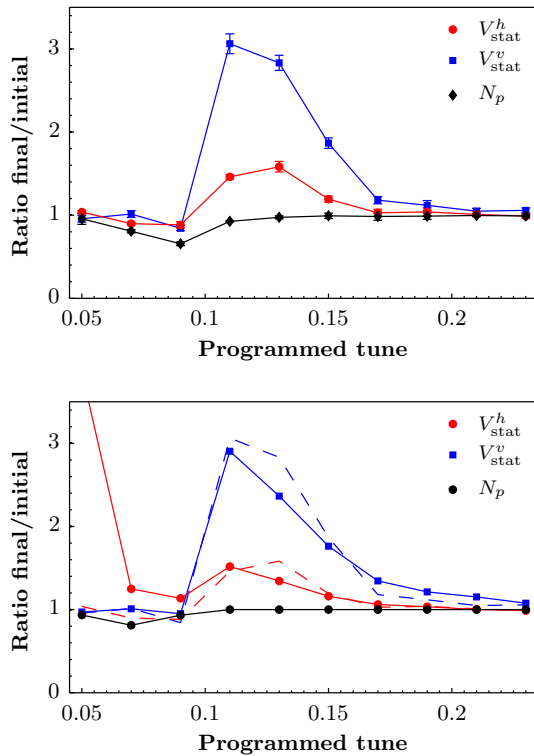 3
2
1
0
Ratio final/initial
V^h_stat
V^v_stat
N_p
0.05 0.1 0.15 0.2
Programmed tune
3
2
1
0
Ratio final/initial
V^h_stat
V^v_stat
N_p
0.05 0.1 0.15 0.2
Programmed tune